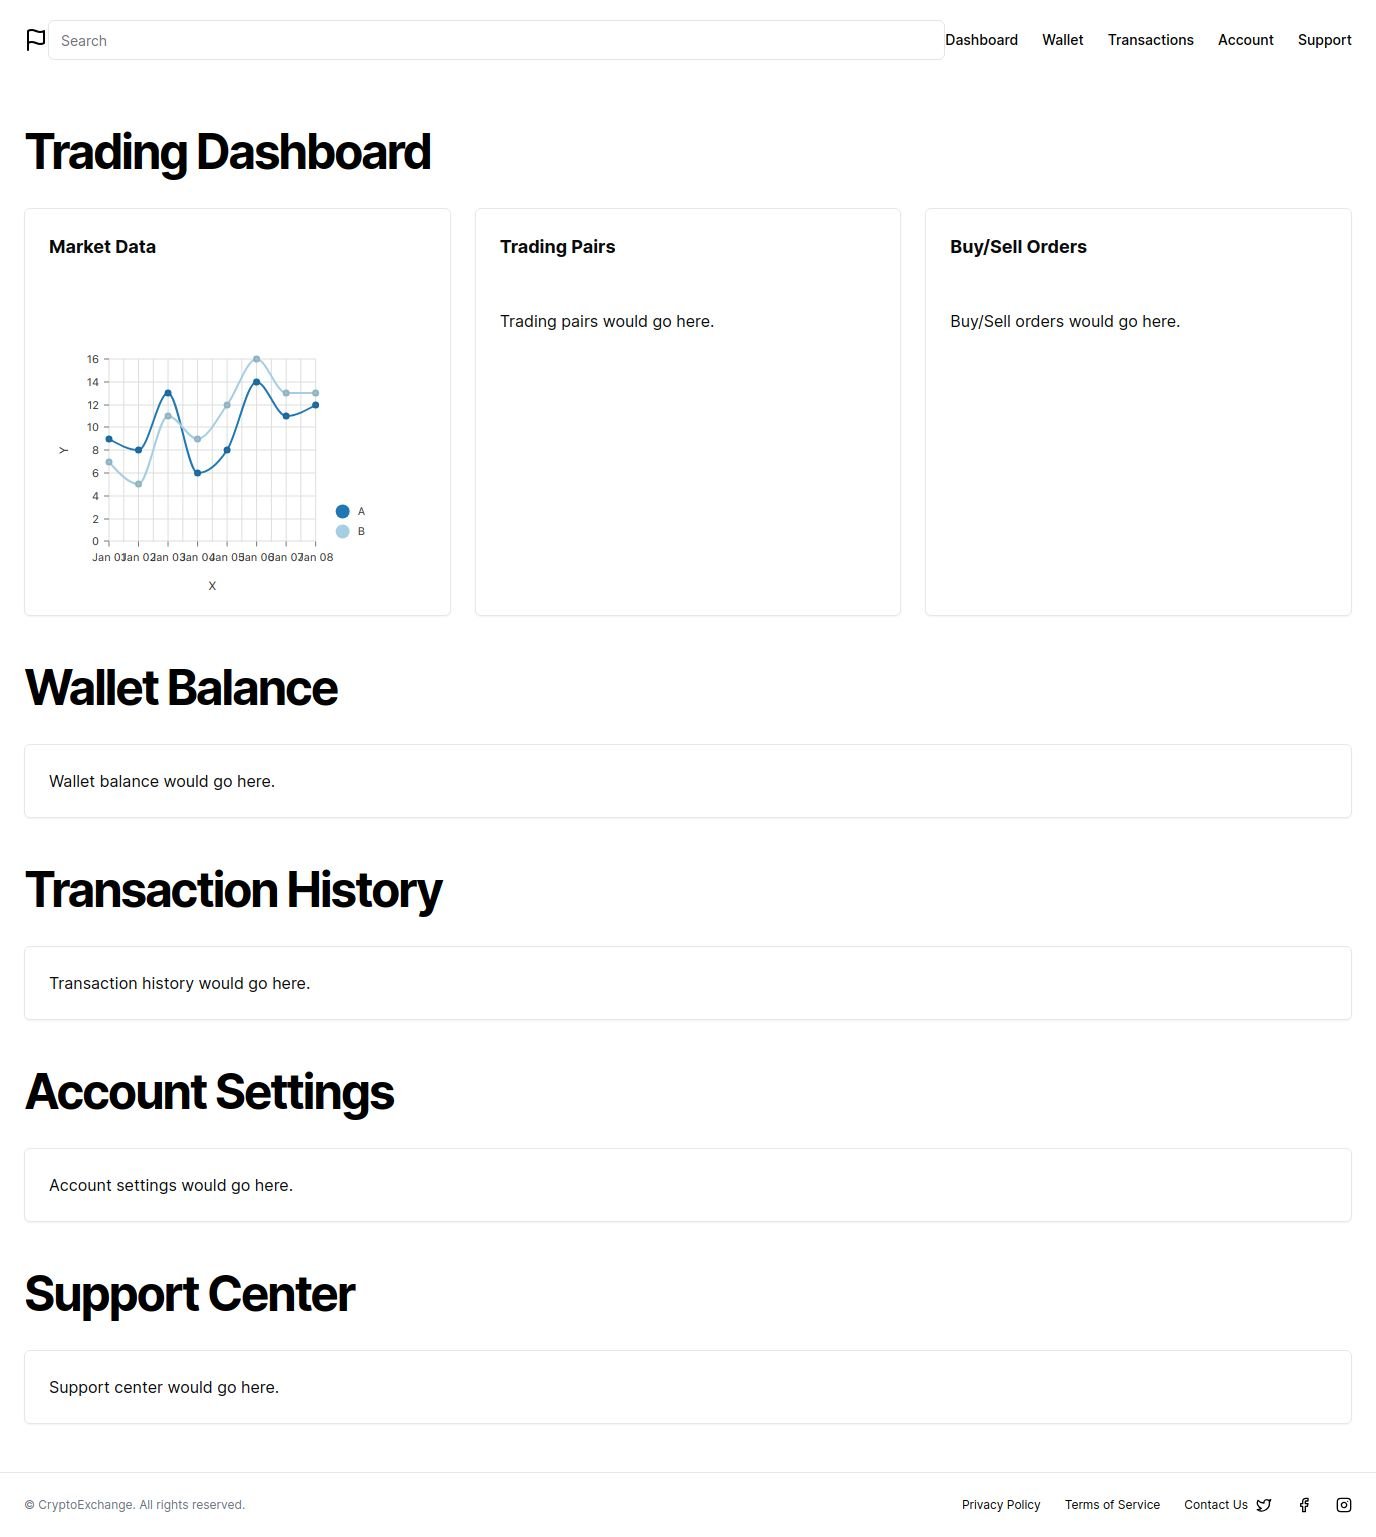 Search
Dashboard Wallet Transactions Account Support
Trading Dashboard
Market Data
16
14
12
10
8
6
4
2
0
Y
Jan 01 Jan 02 Jan 03 Jan 04 Jan 05 Jan 06 Jan 07 Jan 08
X
A
B
Trading Pairs
Trading pairs would go here.
Buy/Sell Orders
Buy/Sell orders would go here.
Wallet Balance
Wallet balance would go here.
Transaction History
Transaction history would go here.
Account Settings
Account settings would go here.
Support Center
Support center would go here.
© CryptoExchange. All rights reserved.
Privacy Policy Terms of Service Contact Us